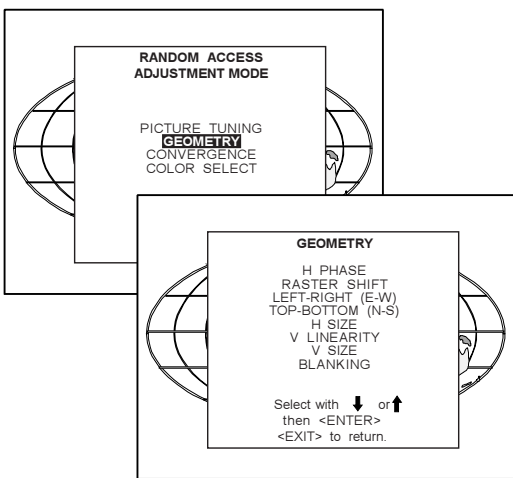 RANDOM ACCESS
ADJUSTMENT MODE
PICTURE TUNING
GEOMETRY
CONVERGENCE
COLOR SELECT
GEOMETRY
H PHASE
RASTER SHIFT
LEFT-RIGHT (E-W)
TOP-BOTTOM (N-S)
H SIZE
V LINEARITY
V SIZE
BLANKING
Select with ⬇ or ⬆
then <ENTER>
<EXIT> to return.